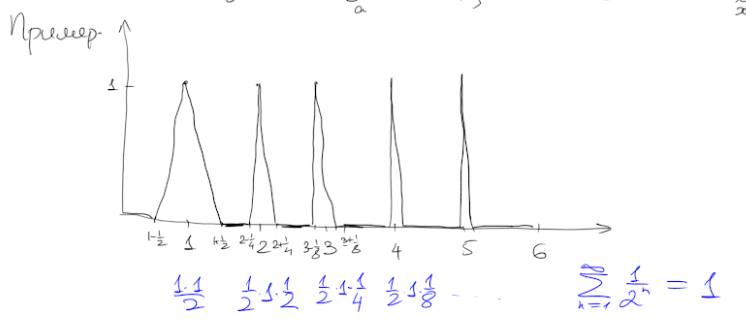 a
x
Пример.
1
1-1/2 1 1+1/2 2-1/4 2 2+1/4 3-1/8 3 3+1/8 4 5 6
1·1/2 1/2·1·1/2 1/2·1·1/4 1/2·1·1/8 ..... ∑_{n=1}^{∞} 1/2^n = 1